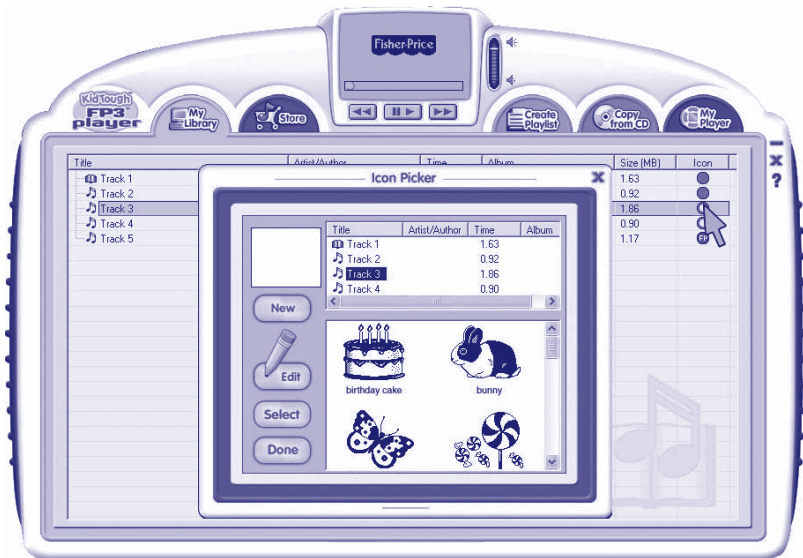 Fisher-Price
KidTough
FP3
player
My
Library
Store
Create
Playlist
Copy
from CD
My
Player
Title Artist/Author Time Album Size (MB) Icon
Track 1 1.63
Track 2 0.92
Track 3 1.86
Track 4 0.90
Track 5 1.17 FP
X
?
Icon Picker X
Title Artist/Author Time Album
Track 1 1.63
Track 2 0.92
Track 3 1.86
Track 4 0.90
New
Edit
Select
Done
birthday cake bunny